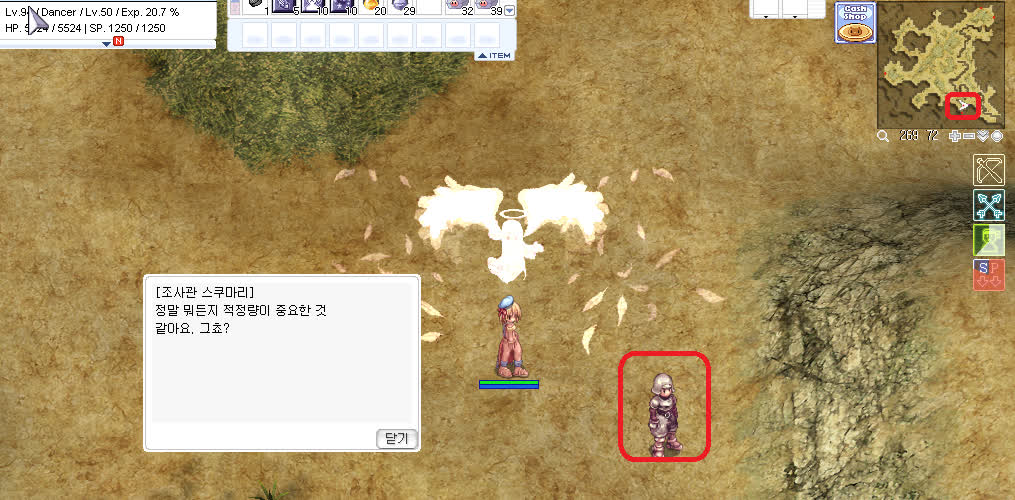 Lv.9 / Dancer / Lv.50 / Exp. 20.7 %
HP. 5 24 / 5524 | SP. 1250 / 1250
N
1 5 10 10 20 29 32 39
ITEM
Cash
Shop
269 72
S P
[조사관 스쿠마리]
정말 뭐든지 적정량이 중요한 것
같아요. 그쵸?
닫기